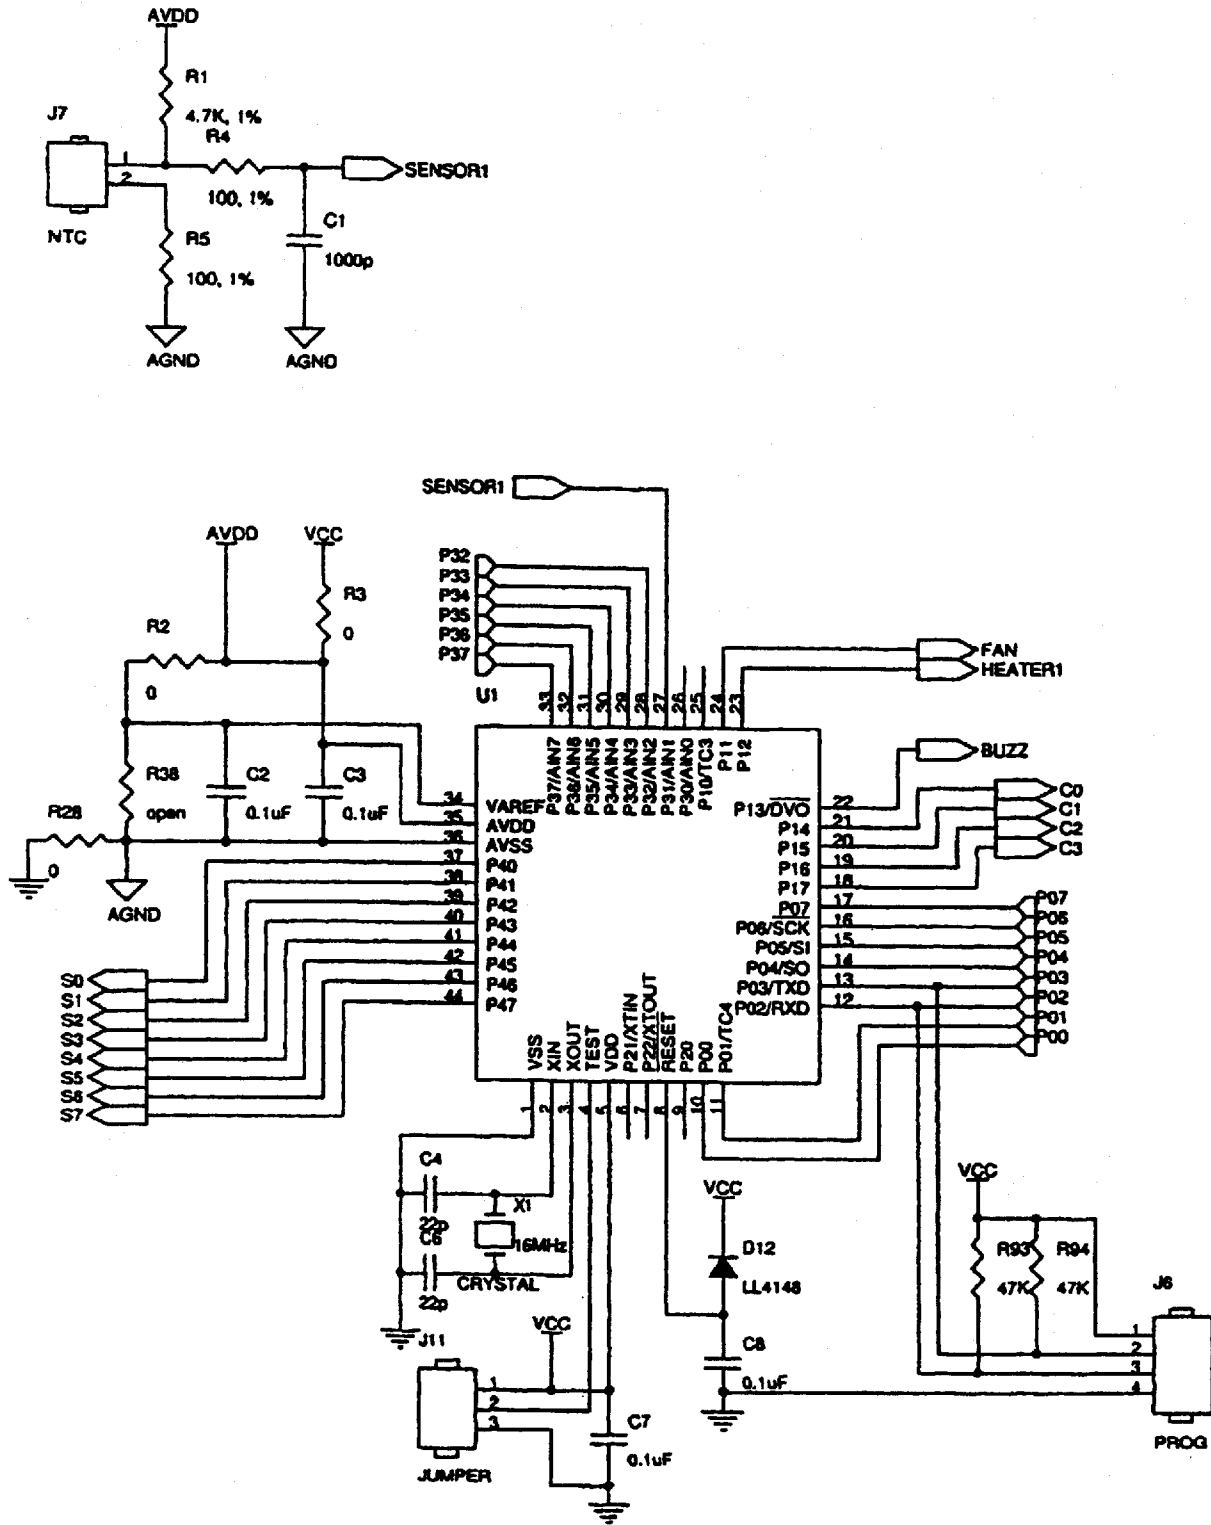 AVDD
R1
4.7K, 1%
J7
R4
1
2
SENSOR1
100, 1%
NTC
R5
100, 1%
C1
1000p
AGND
AGND
SENSOR1
AVDD
VCC
P32
P33
P34
P35
P36
P37
R3
0
R2
0
FAN
HEATER1
U1
33
32
31
30
29
28
27
26
25
24
23
P37/AIN7
P36/AIN6
P35/AIN5
P34/AIN4
P33/AIN3
P32/AIN2
P31/AIN1
P30/AIN0
P10/TC3
P11
P12
BUZZ
R38
open
C2
0.1uF
C3
0.1uF
R28
0
AGND
34
35
36
37
38
39
40
41
42
43
44
VAREF
AVDD
AVSS
P40
P41
P42
P43
P44
P45
P46
P47
P13/DVO
P14
P15
P16
P17
P07
P06/SCK
P05/SI
P04/SO
P03/TXD
P02/RXD
22
21
20
19
18
17
16
15
14
13
12
C0
C1
C2
C3
P07
P06
P05
P04
P03
P02
P01
P00
S0
S1
S2
S3
S4
S5
S6
S7
VSS
XIN
XOUT
TEST
VDD
P21/XTIN
P22/XTOUT
RESET
P20
P00
P01/TC4
1
2
3
4
5
6
7
8
9
10
11
C4
22p
C6
22p
X1
16MHz
CRYSTAL
VCC
D12
LL4148
C8
0.1uF
VCC
R93
47K
R94
47K
J6
1
2
3
4
PROG
J11
VCC
1
2
3
JUMPER
C7
0.1uF